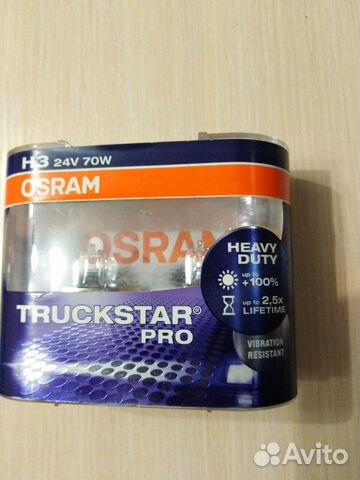 H3 24V 70W
OSRAM
OSRAM
HEAVY
DUTY
up to
+100%
up to 2,5x
LIFETIME
TRUCKSTAR®
PRO
VIBRATION
RESISTANT
Avito